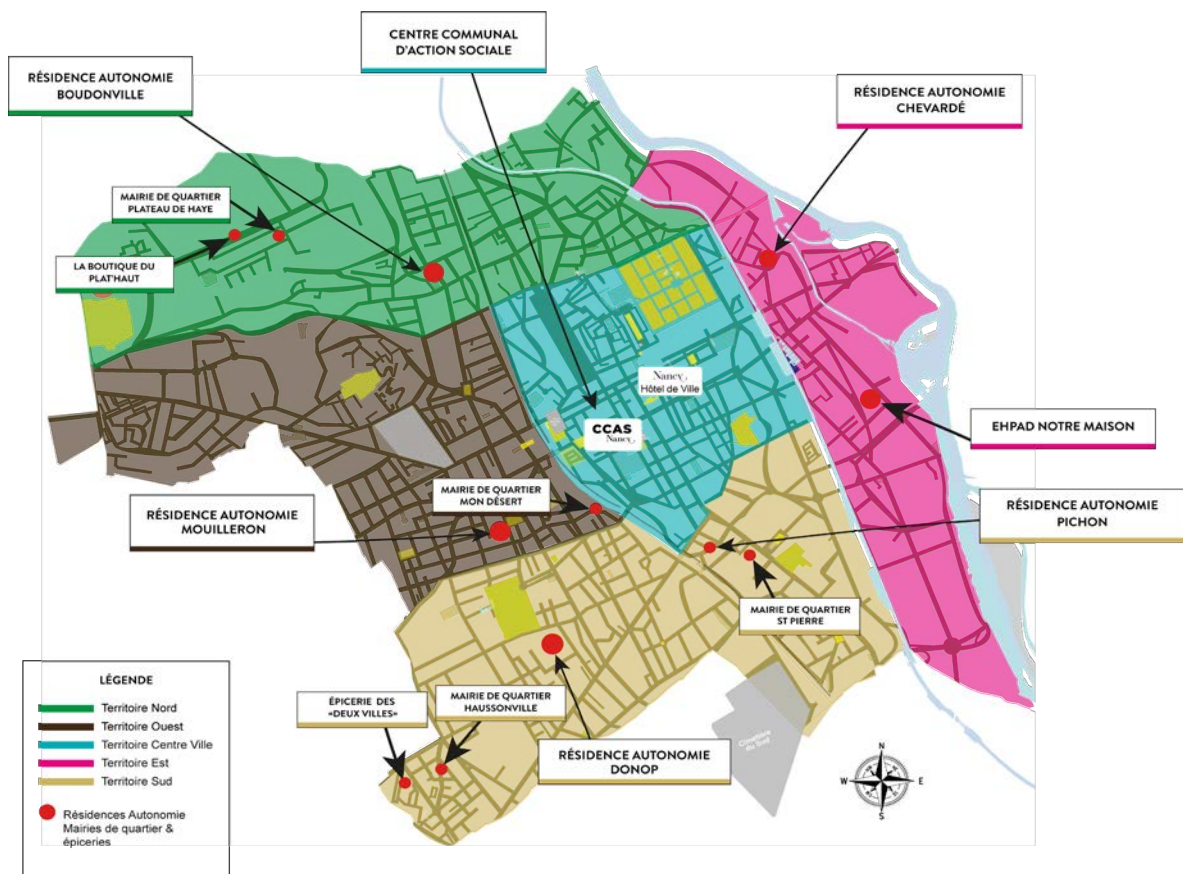 CENTRE COMMUNAL
D'ACTION SOCIALE
RÉSIDENCE AUTONOMIE
BOUDONVILLE
RÉSIDENCE AUTONOMIE
CHEVARDÉ
MAIRIE DE QUARTIER
PLATEAU DE HAYE
LA BOUTIQUE DU
PLAT'HAUT
Nancy
Hôtel de Ville
CCAS
Nancy
EHPAD NOTRE MAISON
MAIRIE DE QUARTIER
MON DÉSERT
RÉSIDENCE AUTONOMIE
MOUILLERON
RÉSIDENCE AUTONOMIE
PICHON
MAIRIE DE QUARTIER
ST PIERRE
ÉPICERIE DES
«DEUX VILLES»
MAIRIE DE QUARTIER
HAUSSONVILLE
RÉSIDENCE AUTONOMIE
DONOP
Cimetière
du Sud
N
W
E
S
LÉGENDE
Territoire Nord
Territoire Ouest
Territoire Centre Ville
Territoire Est
Territoire Sud
Résidences Autonomie
Mairies de quartier &
épiceries